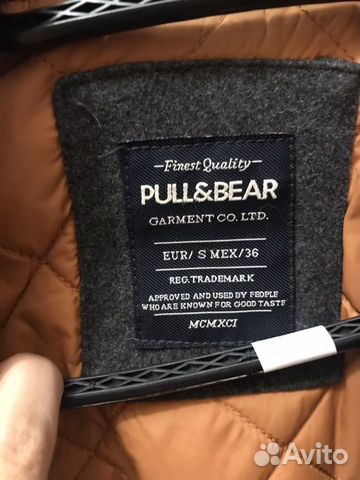 Finest Quality
PULL&BEAR
GARMENT CO. LTD.
EUR/ S MEX/36
REG.TRADEMARK
APPROVED AND USED BY PEOPLE
WHO ARE KNOWN FOR GOOD TASTE
MCMXCI
Avito